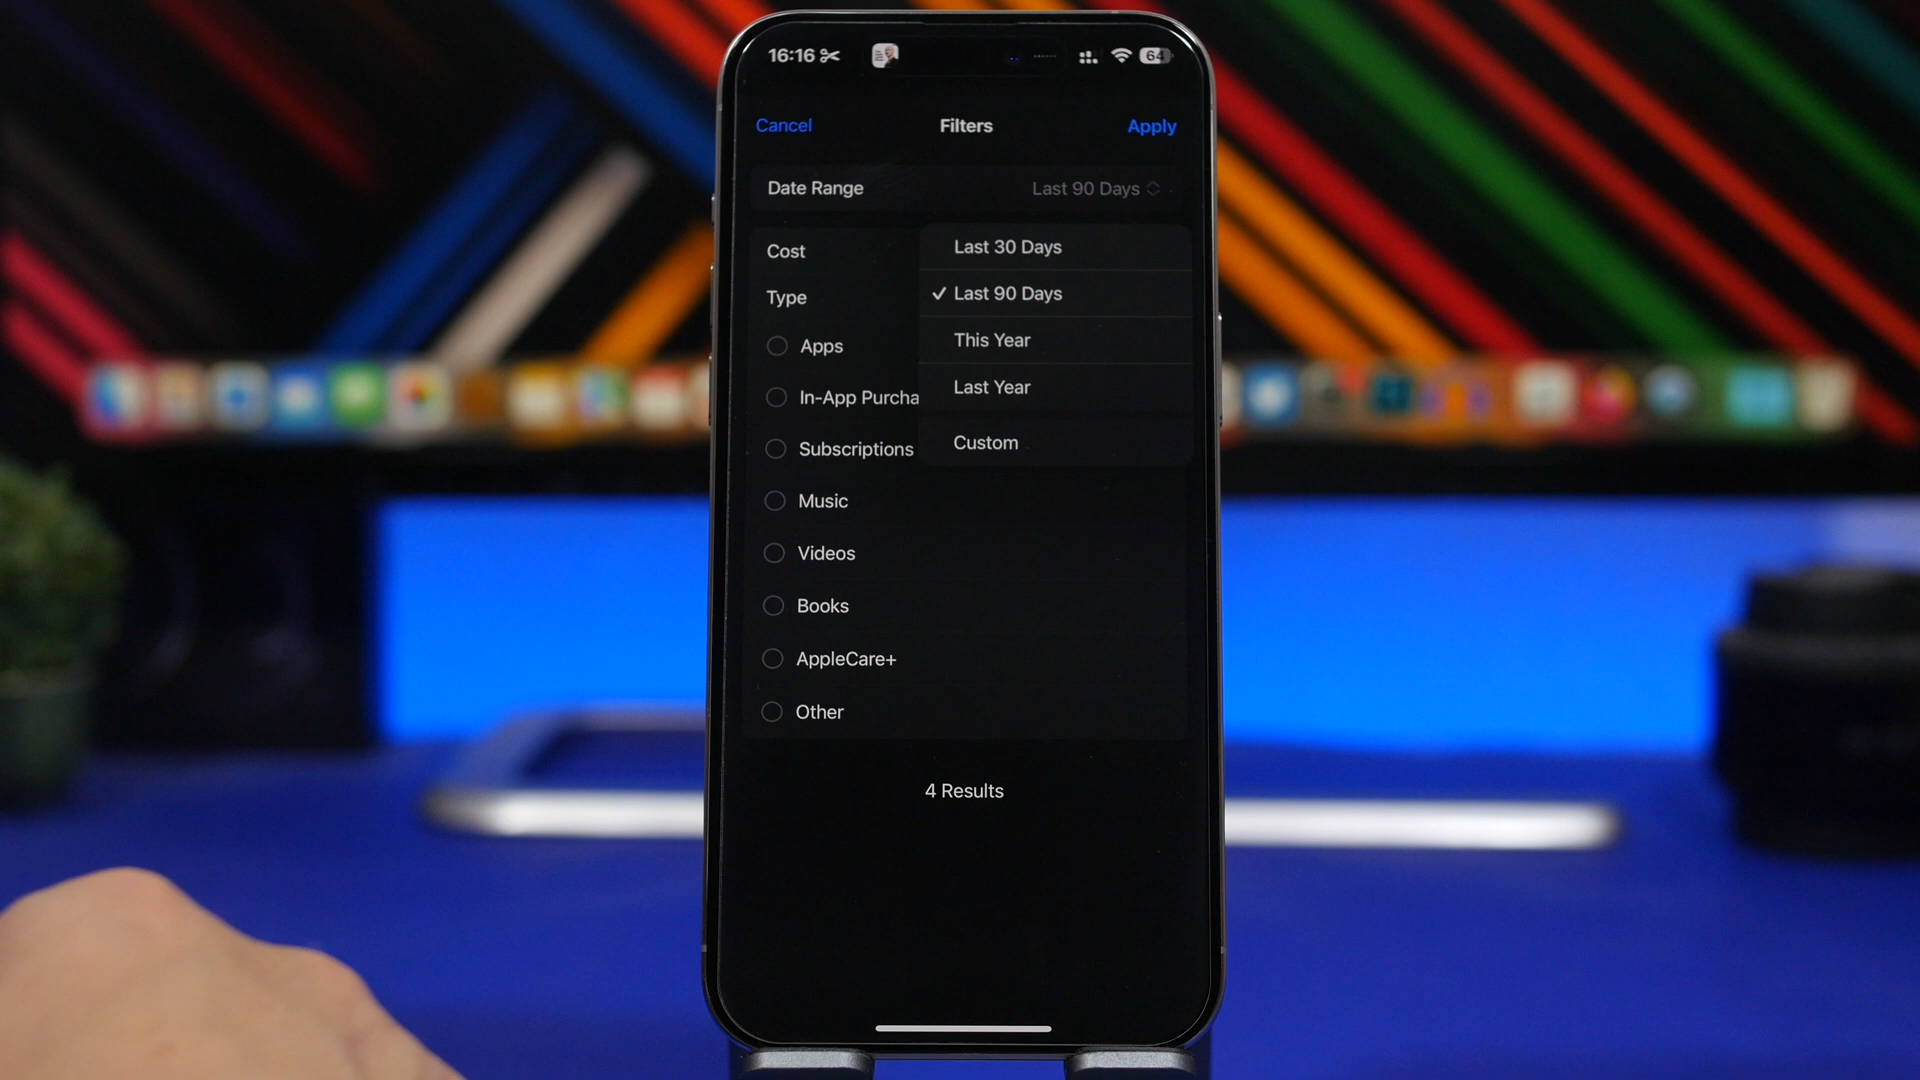 16:16
64
Cancel
Filters
Apply
Date Range
Last 90 Days
Cost
Last 30 Days
Type
✓ Last 90 Days
Apps
This Year
In-App Purcha
Last Year
Subscriptions
Custom
Music
Videos
Books
AppleCare+
Other
4 Results